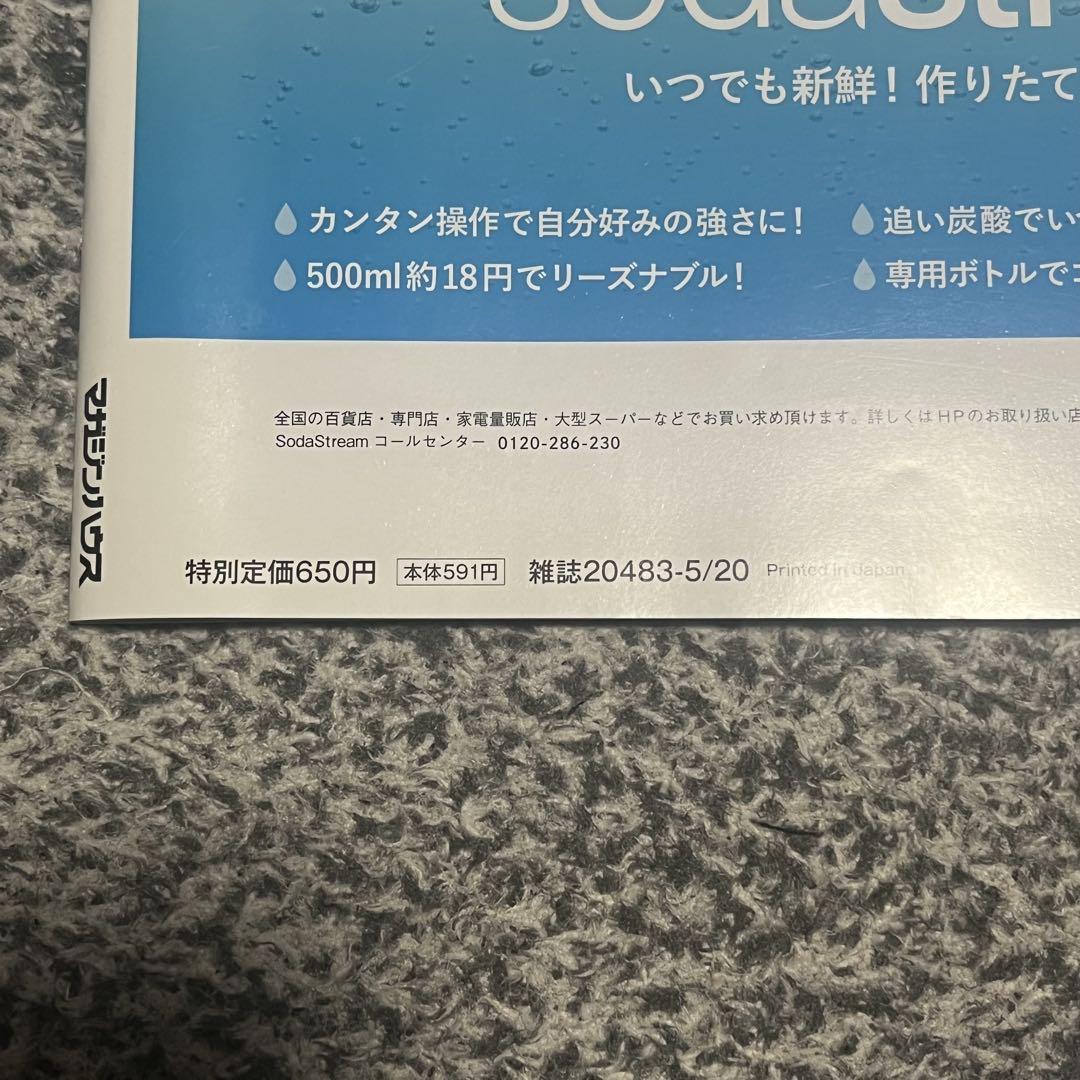 いつでも新鮮！作りたて
カンタン操作で自分好みの強さに！
追い炭酸でい
500ml約18円でリーズナブル！
専用ボトルで
全国の百貨店・専門店・家電量販店・大型スーパーなどでお買い求め頂けます。詳しくはHPのお取り扱い店
SodaStream コールセンター 0120-286-230
マガジンハウス
特別定価650円 本体591円 雑誌20483-5/20 Printed in Japan